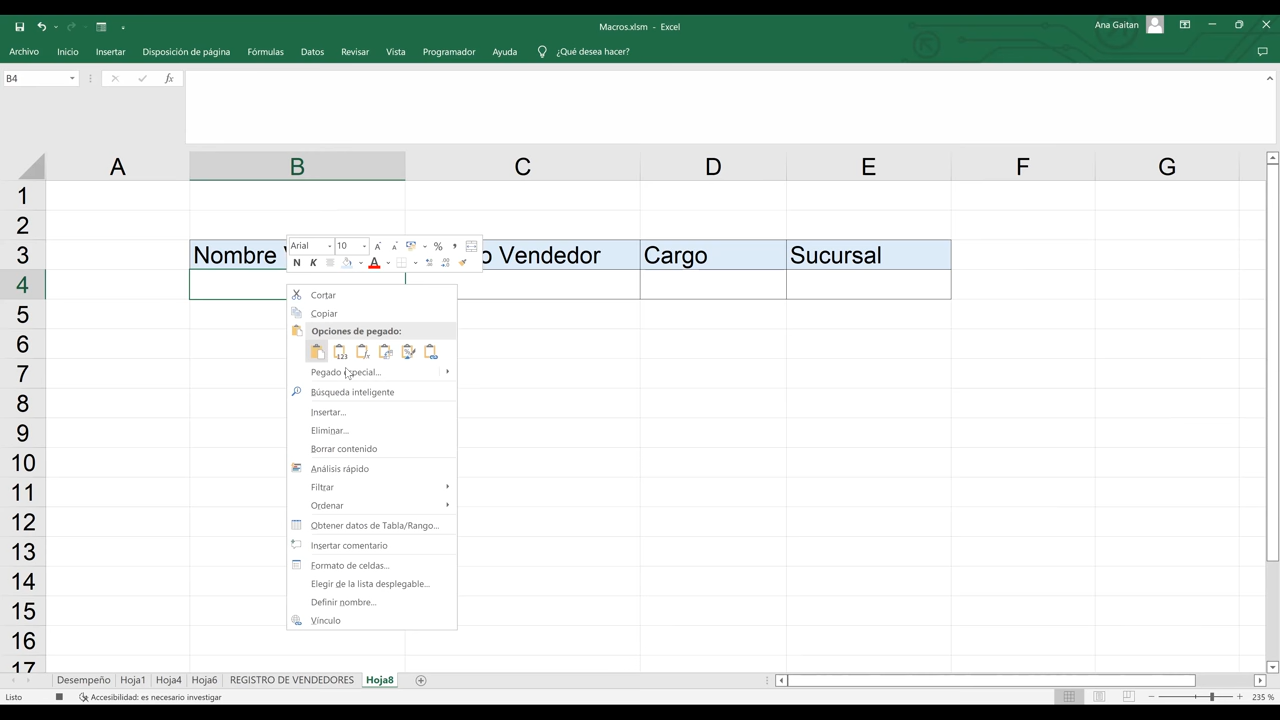 Macros.xlsm - Excel
Ana Gaitan
Archivo Inicio Insertar Disposición de página Fórmulas Datos Revisar Vista Programador Ayuda ¿Qué desea hacer?
B4 fx
A B C D E F G
1
2
3 Nombre o Vendedor Cargo Sucursal
4
5
6
7
8
9
10
11
12
13
14
15
16
17
Arial 10 A A %
N K A
Cortar
Copiar
Opciones de pegado:
123 fx
Pegado especial...
Búsqueda inteligente
Insertar...
Eliminar...
Borrar contenido
Análisis rápido
Filtrar
Ordenar
Obtener datos de Tabla/Rango...
Insertar comentario
Formato de celdas...
Elegir de la lista desplegable...
Definir nombre...
Vínculo
Desempeño Hoja1 Hoja4 Hoja6 REGISTRO DE VENDEDORES Hoja8
Listo Accesibilidad: es necesario investigar 235 %